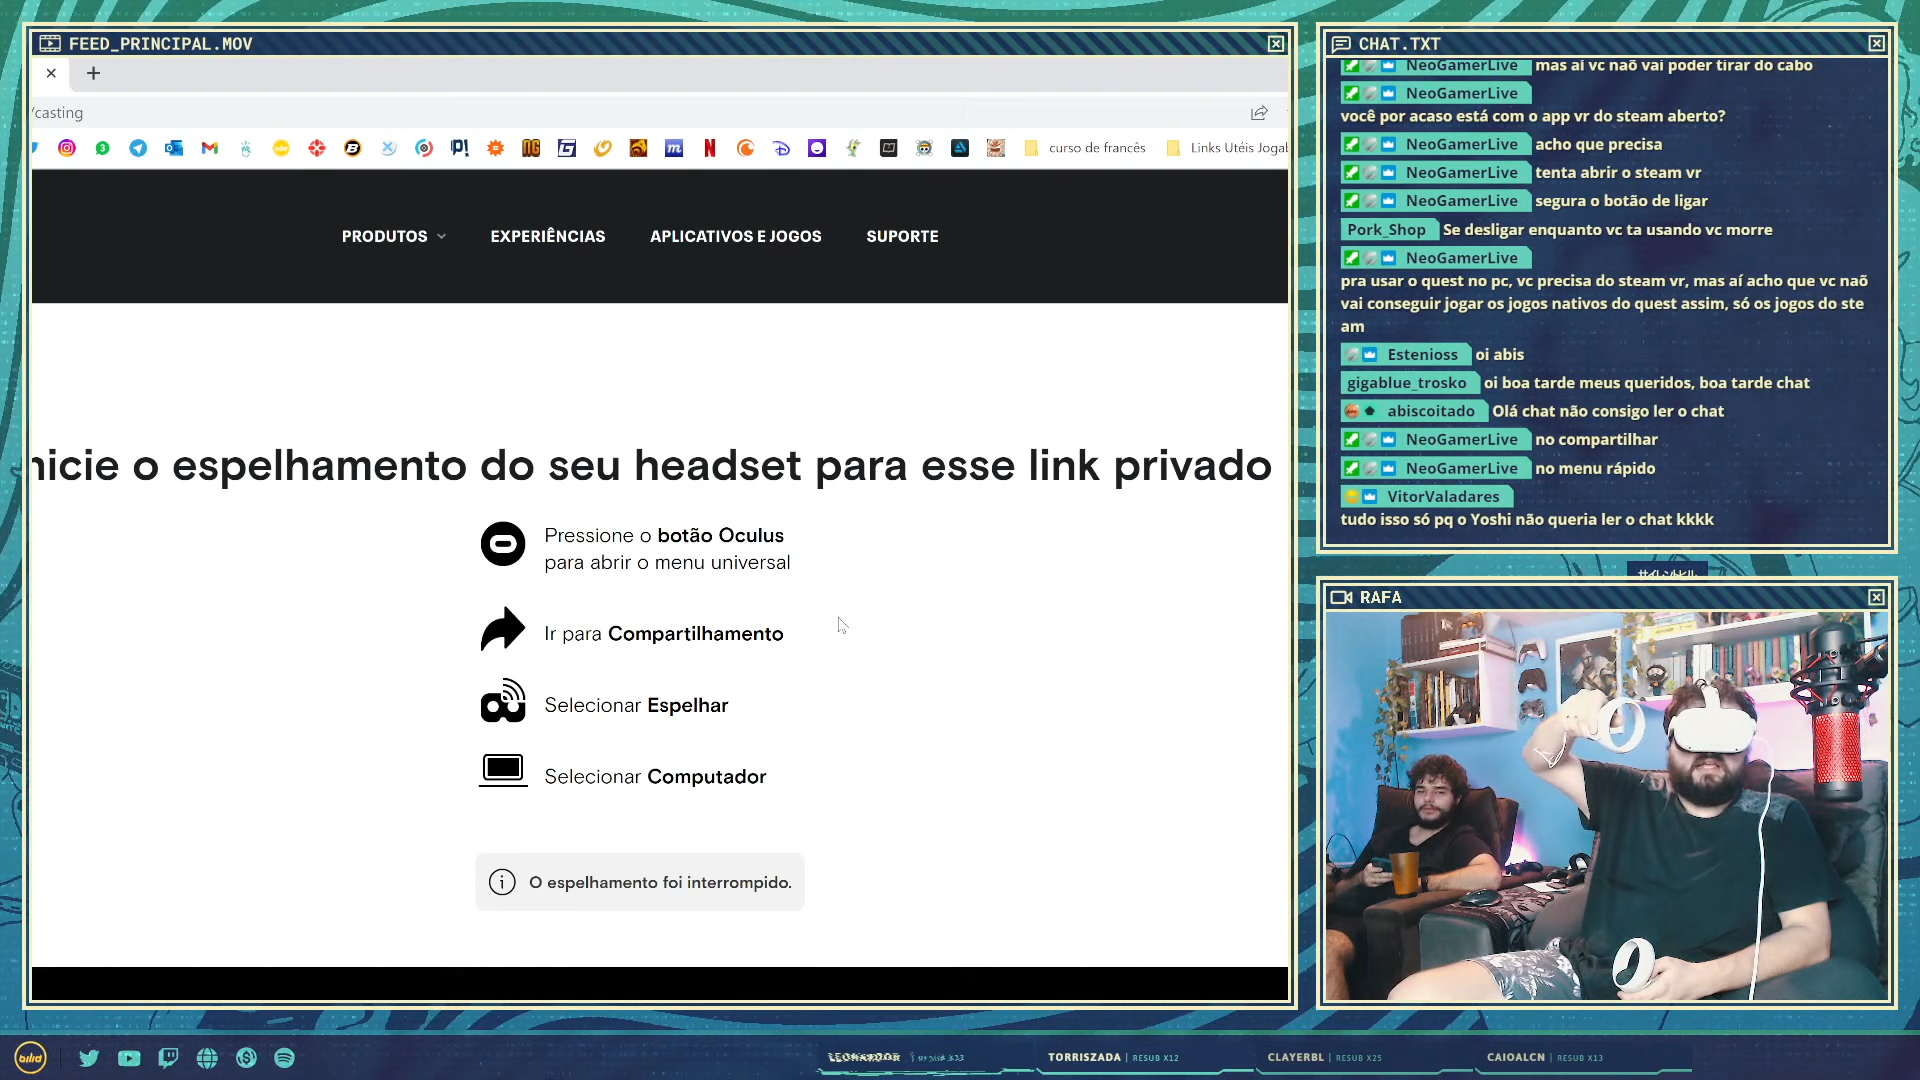 FEED_PRINCIPAL.MOV
/casting
curso de francês
Links Utéis Jogab
PRODUTOS
EXPERIÊNCIAS
APLICATIVOS E JOGOS
SUPORTE
nicie o espelhamento do seu headset para esse link privado
Pressione o botão Oculus
para abrir o menu universal
Ir para Compartilhamento
Selecionar Espelhar
Selecionar Computador
O espelhamento foi interrompido.
CHAT.TXT
NeoGamerLive mas aí vc naõ vai poder tirar do cabo
NeoGamerLive
você por acaso está com o app vr do steam aberto?
NeoGamerLive acho que precisa
NeoGamerLive tenta abrir o steam vr
NeoGamerLive segura o botão de ligar
Pork_Shop Se desligar enquanto vc ta usando vc morre
NeoGamerLive
pra usar o quest no pc, vc precisa do steam vr, mas aí acho que vc naõ
vai conseguir jogar os jogos nativos do quest assim, só os jogos do ste
am
Estenioss oi abis
gigablue_trosko oi boa tarde meus queridos, boa tarde chat
abiscoitado Olá chat não consigo ler o chat
NeoGamerLive no compartilhar
NeoGamerLive no menu rápido
VitorValadares
tudo isso só pq o Yoshi não queria ler o chat kkkk
RAFA
TORRISZADA | RESUB X12
CLAYERBL | RESUB X25
CAIOALCN | RESUB X13